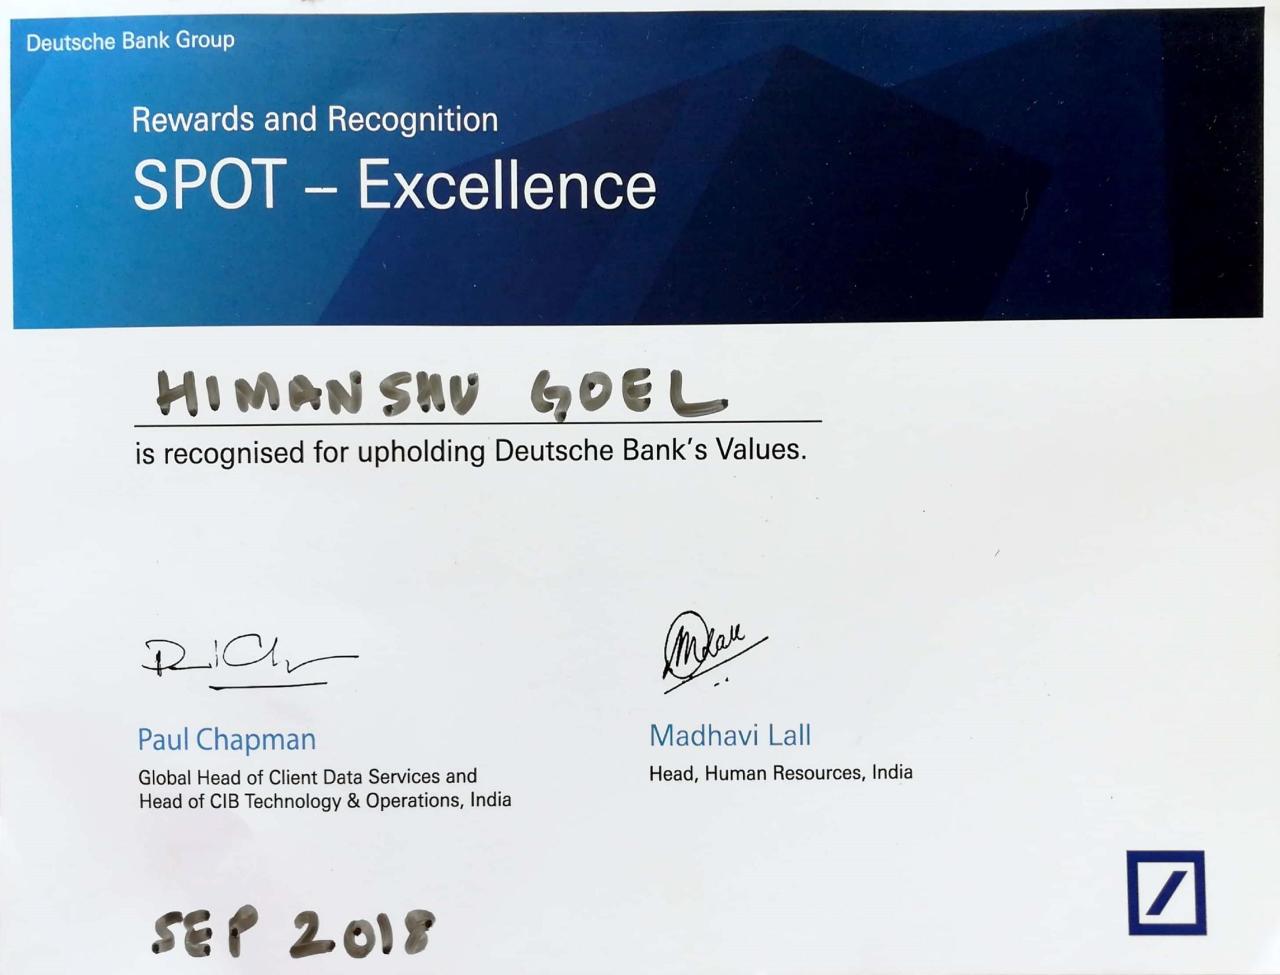 Deutsche Bank Group
Rewards and Recognition
SPOT – Excellence
HIMANSHU GOEL
is recognised for upholding Deutsche Bank's Values.
Paul Chapman
Global Head of Client Data Services and
Head of CIB Technology & Operations, India
Madhavi Lall
Head, Human Resources, India
SEP 2018